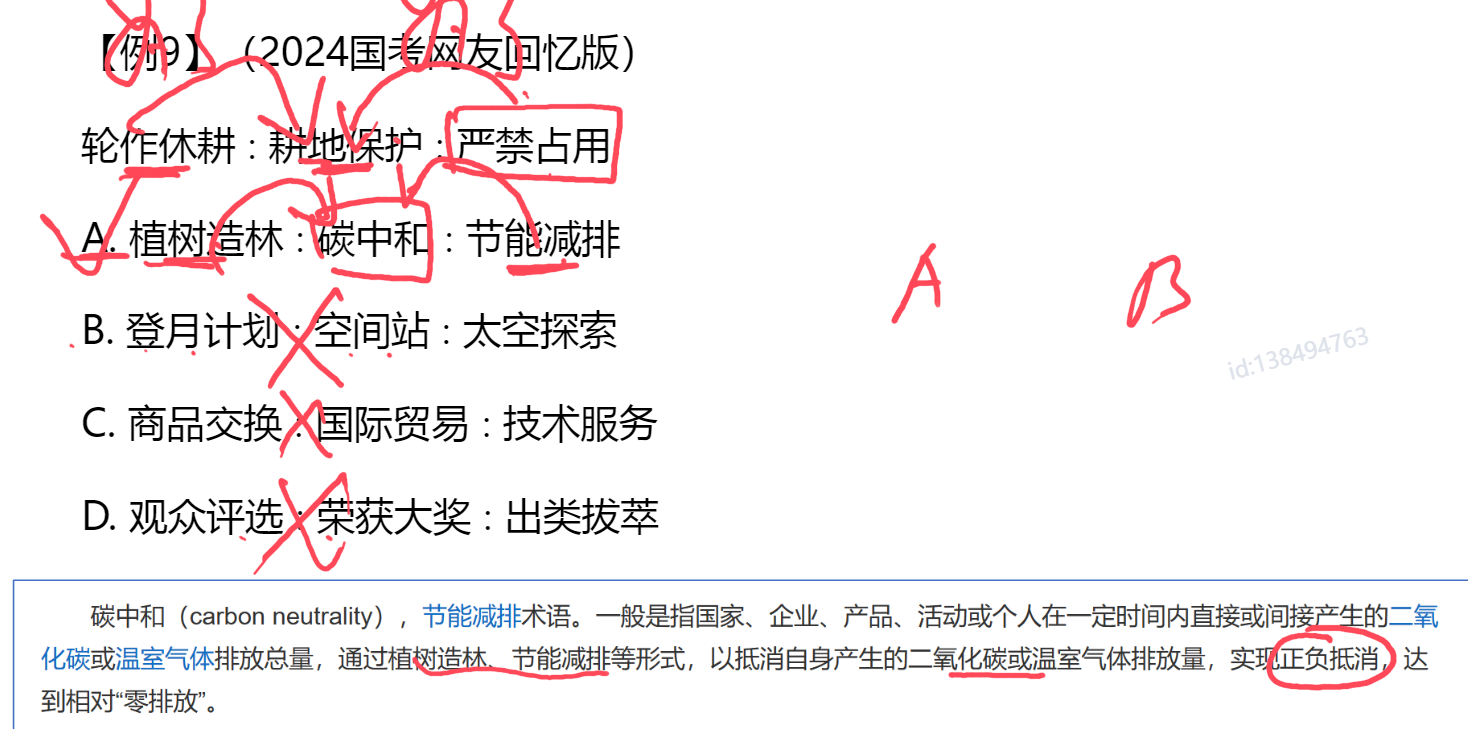 【例9】（2024国考网友回忆版）
轮作休耕：耕地保护：严禁占用
A. 植树造林：碳中和：节能减排
A B
B. 登月计划：空间站：太空探索
id:138494763
C. 商品交换：国际贸易：技术服务
D. 观众评选：荣获大奖：出类拔萃
碳中和（carbon neutrality），节能减排术语。一般是指国家、企业、产品、活动或个人在一定时间内直接或间接产生的二氧
化碳或温室气体排放总量，通过植树造林、节能减排等形式，以抵消自身产生的二氧化碳或温室气体排放量，实现正负抵消，达
到相对“零排放”。